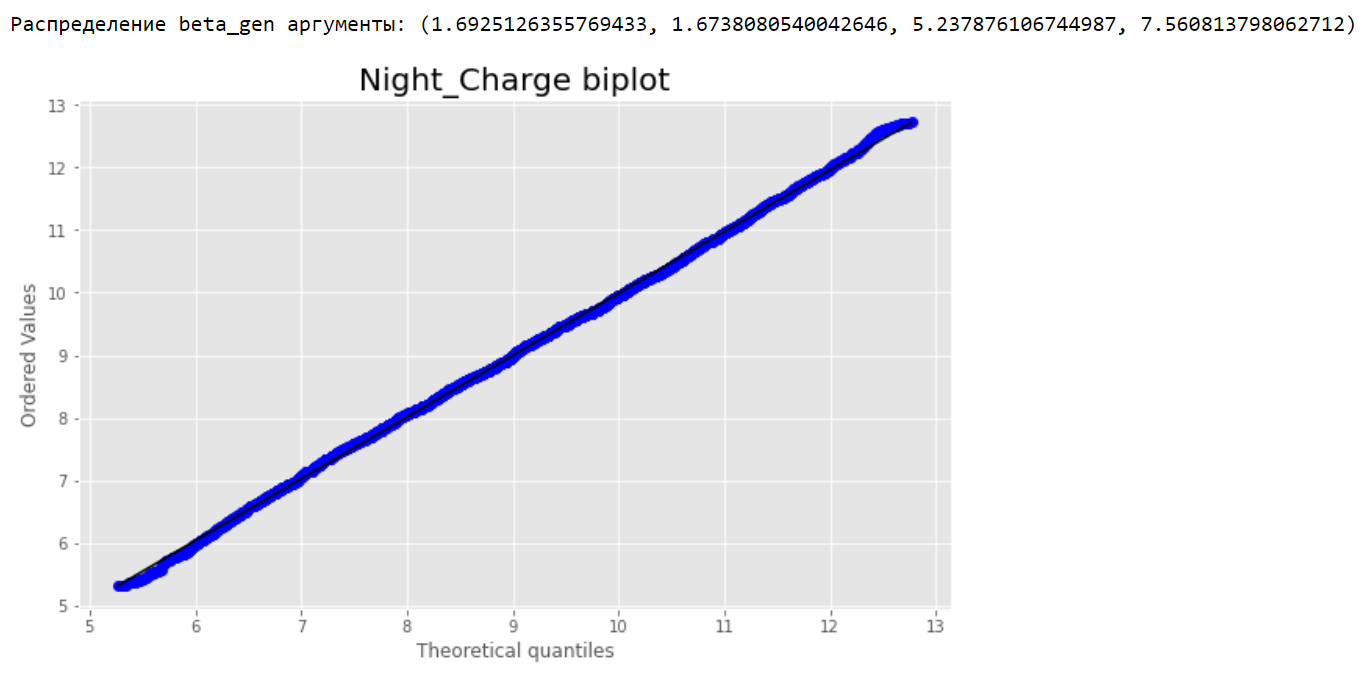 Распределение beta_gen аргументы: (1.6925126355769433, 1.6738080540042646, 5.237876106744987, 7.560813798062712)
Night_Charge biplot
13
12
11
10
9
8
7
6
5
Ordered Values
5 6 7 8 9 10 11 12 13
Theoretical quantiles